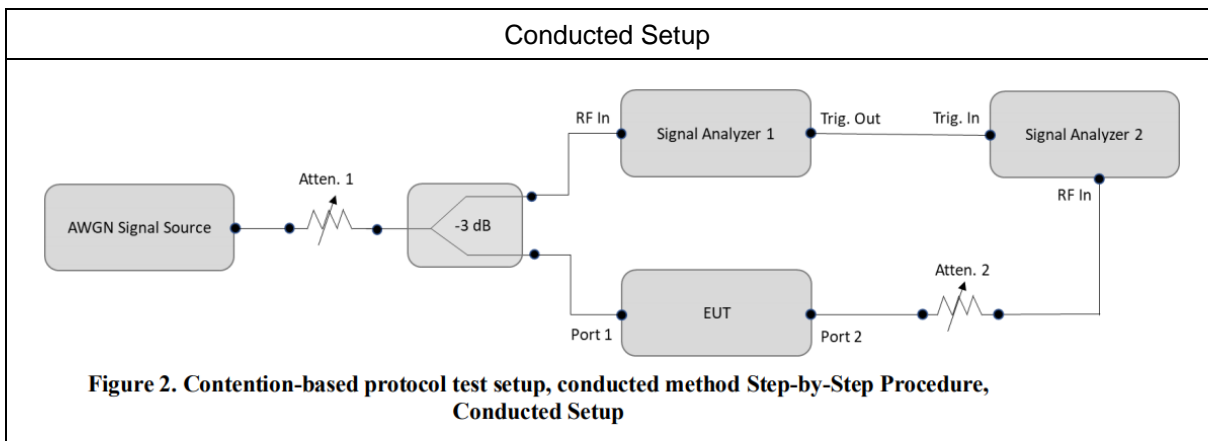 Conducted Setup
RF In
Signal Analyzer 1
Trig. Out
Trig. In
Signal Analyzer 2
RF In
Atten. 1
AWGN Signal Source
-3 dB
Atten. 2
EUT
Port 1
Port 2
Figure 2. Contention-based protocol test setup, conducted method Step-by-Step Procedure,
Conducted Setup